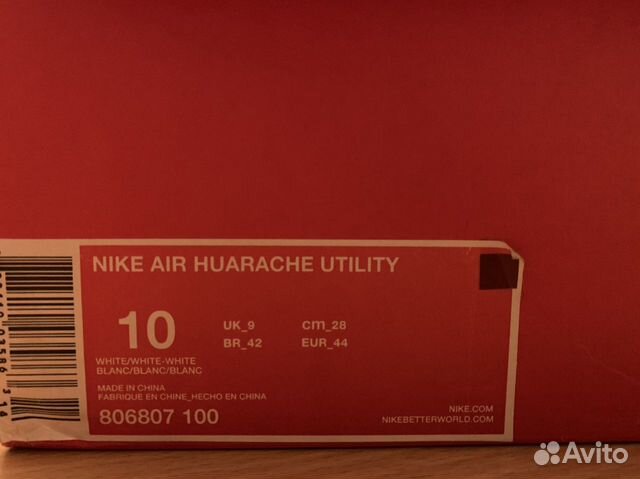 NIKE AIR HUARACHE UTILITY
10
UK_9 CM_28
BR_42 EUR_44
WHITE/WHITE-WHITE
BLANC/BLANC/BLANC
MADE IN CHINA
FABRIQUE EN CHINE_HECHO EN CHINA
806807 100
NIKE.COM
NIKEBETTERWORLD.COM
Avito